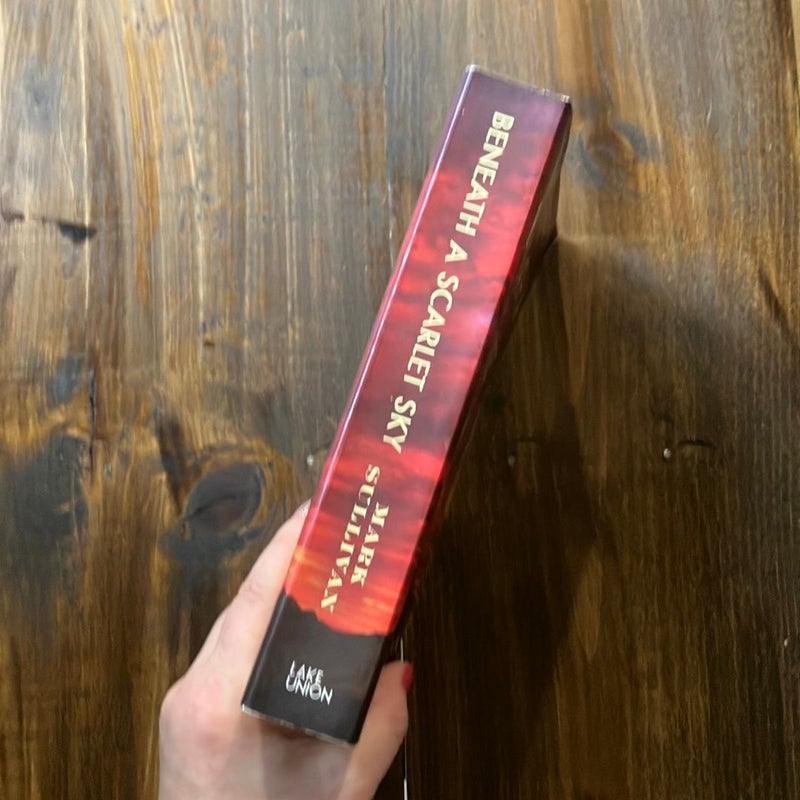 BENEATH A SCARLET SKY
MARK
SULLIVAN
LAKE
UNION